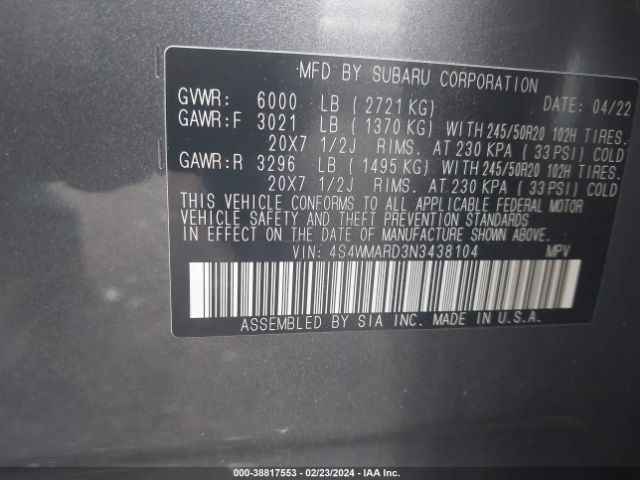 MFD BY SUBARU CORPORATION
GVWR: 6000 LB ( 2721 KG) DATE: 04/22
GAWR:F 3021 LB ( 1370 KG) WITH 245/50R20 102H TIRES.
20X7 1/2J RIMS. AT 230 KPA ( 33 PSI) COLD
GAWR:R 3296 LB ( 1495 KG) WITH 245/50R20 102H TIRES.
20X7 1/2J RIMS. AT 230 KPA ( 33 PSI) COLD
THIS VEHICLE CONFORMS TO ALL APPLICABLE FEDERAL MOTOR
VEHICLE SAFETY AND THEFT PREVENTION STANDARDS
IN EFFECT ON THE DATE OF MANUFACTURE SHOWN ABOVE.
VIN: 4S4WMARD3N3438104 MPV
ASSEMBLED BY SIA INC. MADE IN U.S.A.
000-38817553 - 02/23/2024 - IAA Inc.